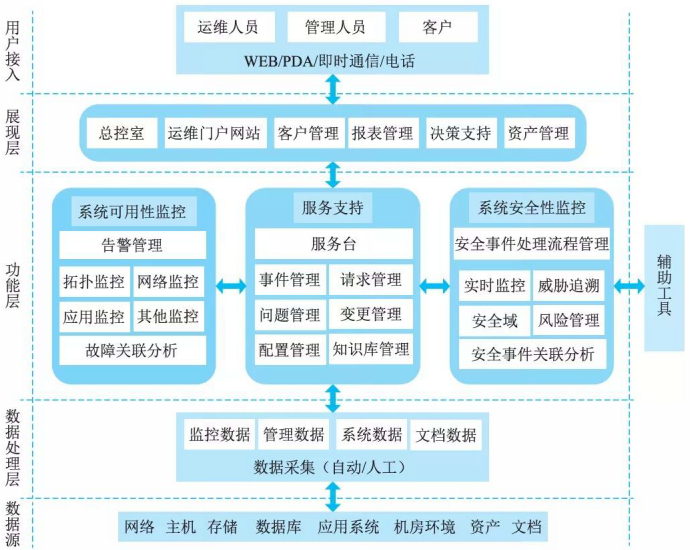 用户接入
运维人员 管理人员 客户
WEB/PDA/即时通信/电话
展现层
总控室 运维门户网站 客户管理 报表管理 决策支持 资产管理
功能层
系统可用性监控
告警管理
拓扑监控 网络监控
应用监控 其他监控
故障关联分析
服务支持
服务台
事件管理 请求管理
问题管理 变更管理
配置管理 知识库管理
系统安全性监控
安全事件处理流程管理
实时监控 威胁追溯
安全域 风险管理
安全事件关联分析
辅助工具
数据处理层
监控数据 管理数据 系统数据 文档数据
数据采集（自动/人工）
数据源
网络 主机 存储 数据库 应用系统 机房环境 资产 文档